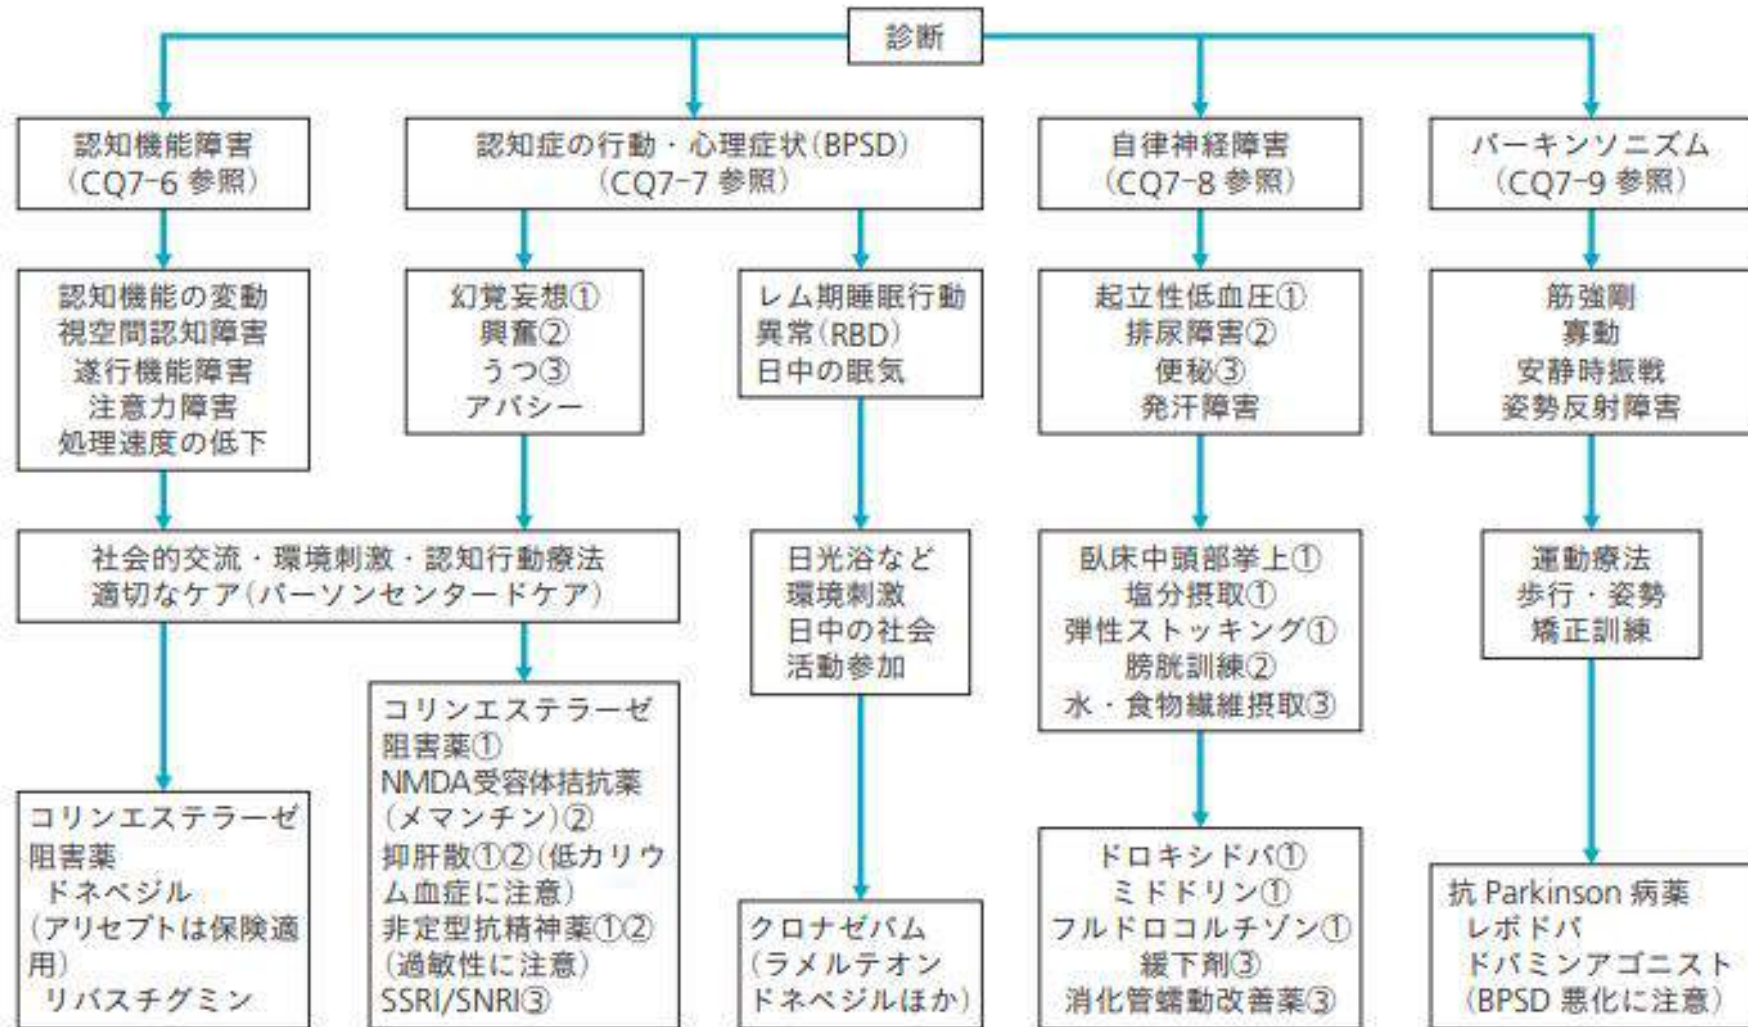 診断
認知機能障害
（CQ7-6 参照）
認知症の行動・心理症状（BPSD）
（CQ7-7 参照）
自律神経障害
（CQ7-8 参照）
パーキンソニズム
（CQ7-9 参照）
認知機能の変動
視空間認知障害
遂行機能障害
注意力障害
処理速度の低下
幻覚妄想①
興奮②
うつ③
アパシー
レム期睡眠行動
異常（RBD）
日中の眠気
起立性低血圧①
排尿障害②
便秘③
発汗障害
筋強剛
寡動
安静時振戦
姿勢反射障害
社会的交流・環境刺激・認知行動療法
適切なケア（パーソンセンタードケア）
日光浴など
環境刺激
日中の社会
活動参加
臥床中頭部挙上①
塩分摂取①
弾性ストッキング①
膀胱訓練②
水・食物繊維摂取③
運動療法
歩行・姿勢
矯正訓練
コリンエステラーゼ
阻害薬
ドネペジル
（アリセプトは保険適
用）
リバスチグミン
コリンエステラーゼ
阻害薬①
NMDA受容体拮抗薬
（メマンチン）②
抑肝散①②（低カリウ
ム血症に注意）
非定型抗精神薬①②
（過敏性に注意）
SSRI/SNRI③
クロナゼパム
（ラメルテオン
ドネペジルほか）
ドロキシドパ①
ミドドリン①
フルドロコルチゾン①
緩下剤③
消化管蠕動改善薬③
抗 Parkinson 病薬
レボドパ
ドパミンアゴニスト
（BPSD 悪化に注意）